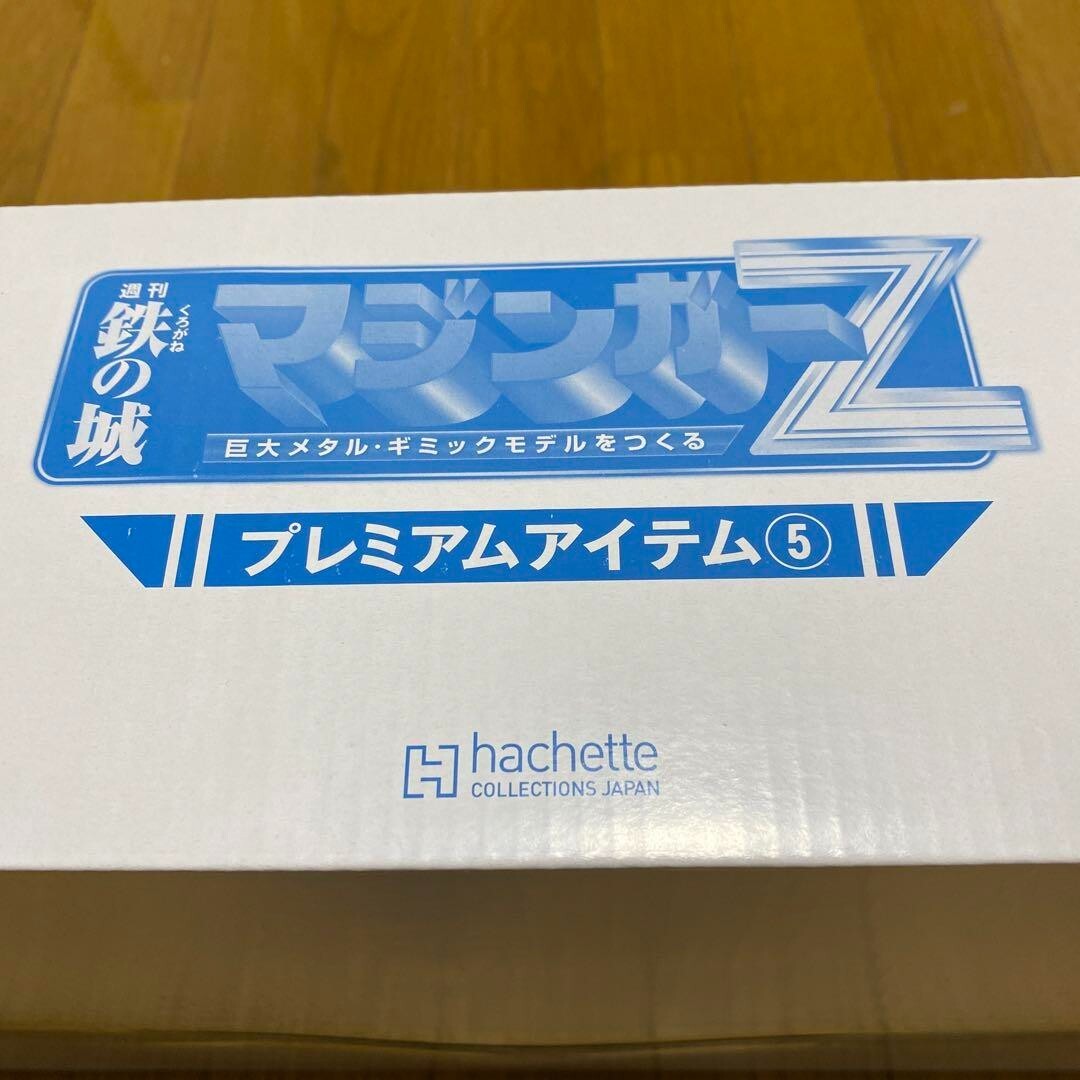 週刊
鉄の城
くろがね
マジンガーZ
巨大メタル・ギミックモデルをつくる
プレミアムアイテム⑤
hachette
COLLECTIONS JAPAN